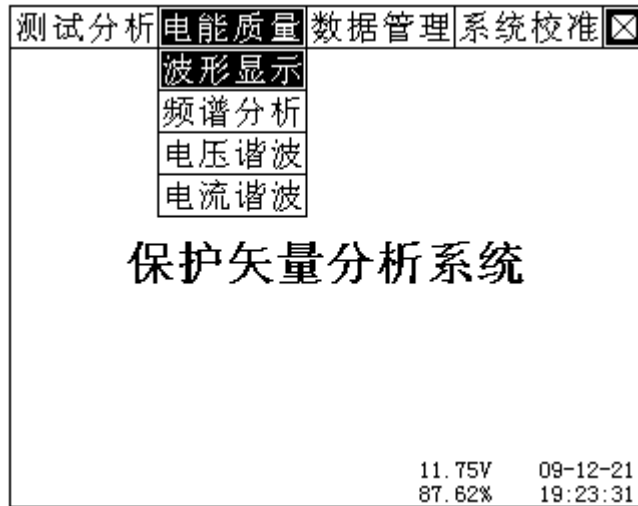 测试分析 电能质量 数据管理 系统校准
波形显示
频谱分析
电压谐波
电流谐波
保护矢量分析系统
11.75V 09-12-21
87.62% 19:23:31